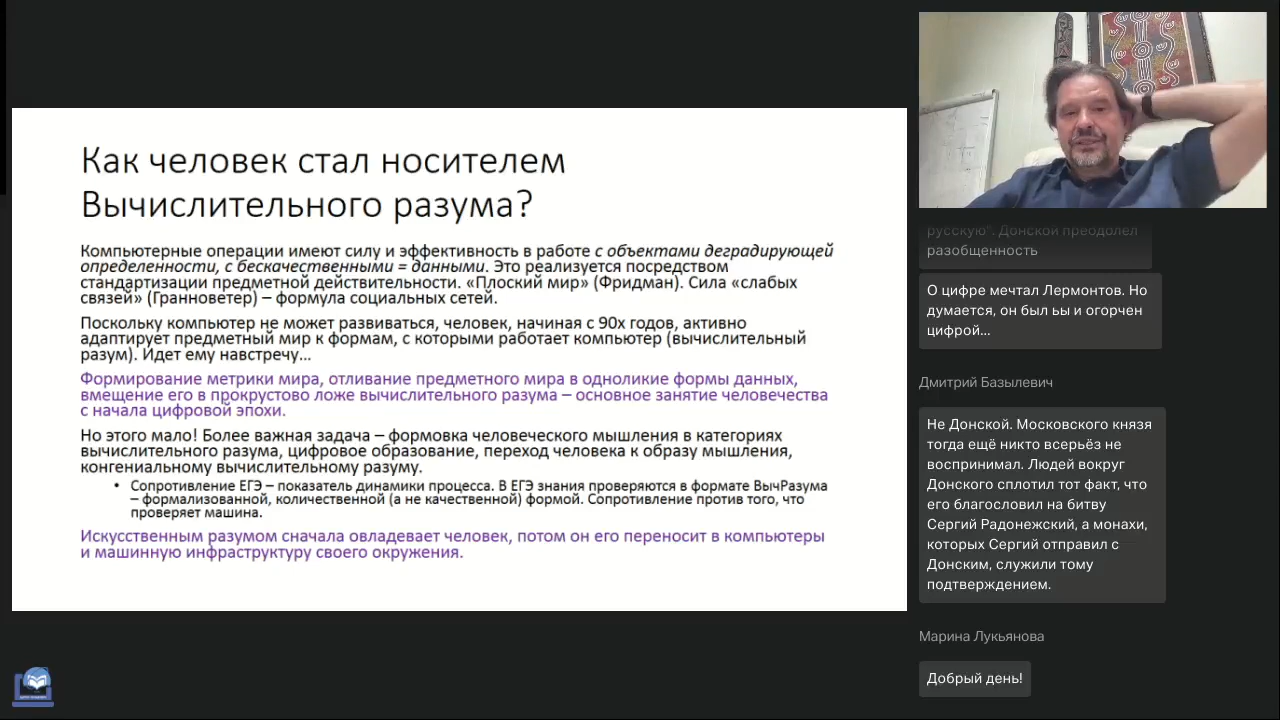 Как человек стал носителем
Вычислительного разума?
Компьютерные операции имеют силу и эффективность в работе с объектами деградирующей
определенности, с бескачественными = данными. Это реализуется посредством
стандартизации предметной действительности. «Плоский мир» (Фридман). Сила «слабых
связей» (Гранноветер) – формула социальных сетей.
Поскольку компьютер не может развиваться, человек, начиная с 90х годов, активно
адаптирует предметный мир к формам, с которыми работает компьютер (вычислительный
разум). Идет ему навстречу...
Формирование метрики мира, отливание предметного мира в одноликие формы данных,
вмещение его в прокрустово ложе вычислительного разума – основное занятие человечества
с начала цифровой эпохи.
Но этого мало! Более важная задача – формовка человеческого мышления в категориях
вычислительного разума, цифровое образование, переход человека к образу мышления,
конгениальному вычислительному разуму.
• Сопротивление ЕГЭ – показатель динамики процесса. В ЕГЭ знания проверяются в формате ВычРазума
– формализованной, количественной (а не качественной) формой. Сопротивление против того, что
проверяет машина.
Искусственным разумом сначала овладевает человек, потом он его переносит в компьютеры
и машинную инфраструктуру своего окружения.
русскую". Донской преодолел
разобщенность
О цифре мечтал Лермонтов. Но
думается, он был ьы и огорчен
цифрой...
Дмитрий Базылевич
Не Донской. Московского князя
тогда ещё никто всерьёз не
воспринимал. Людей вокруг
Донского сплотил тот факт, что
его благословил на битву
Сергий Радонежский, а монахи,
которых Сергий отправил с
Донским, служили тому
подтверждением.
Марина Лукьянова
Добрый день!